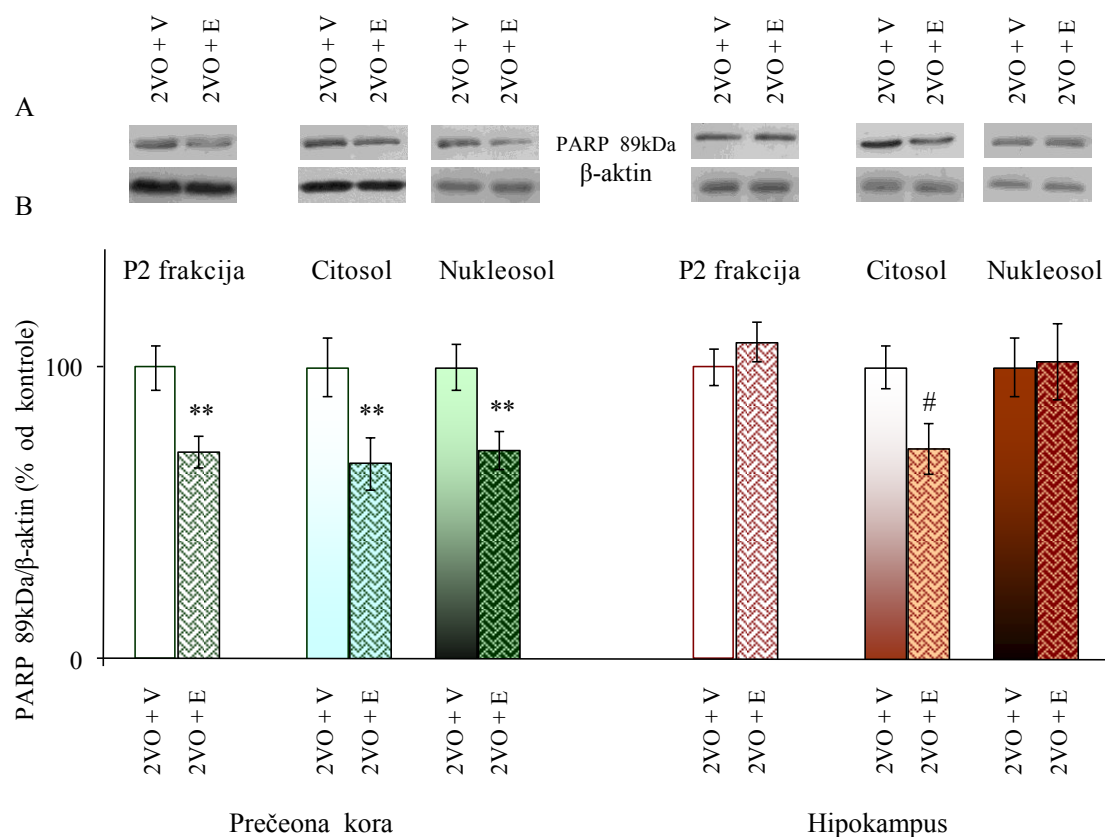 2VO + V 2VO + E 2VO + V 2VO + E 2VO + V 2VO + E 2VO + V 2VO + E 2VO + V 2VO + E 2VO + V 2VO + E
A
PARP 89kDa
β-aktin
B
P2 frakcija Citosol Nukleosol P2 frakcija Citosol Nukleosol
PARP 89kDa/β-aktin (% od kontrole)
100
** ** ** #
0
2VO + V 2VO + E 2VO + V 2VO + E 2VO + V 2VO + E 2VO + V 2VO + E 2VO + V 2VO + E 2VO + V 2VO + E
Prečeona kora Hipokampus